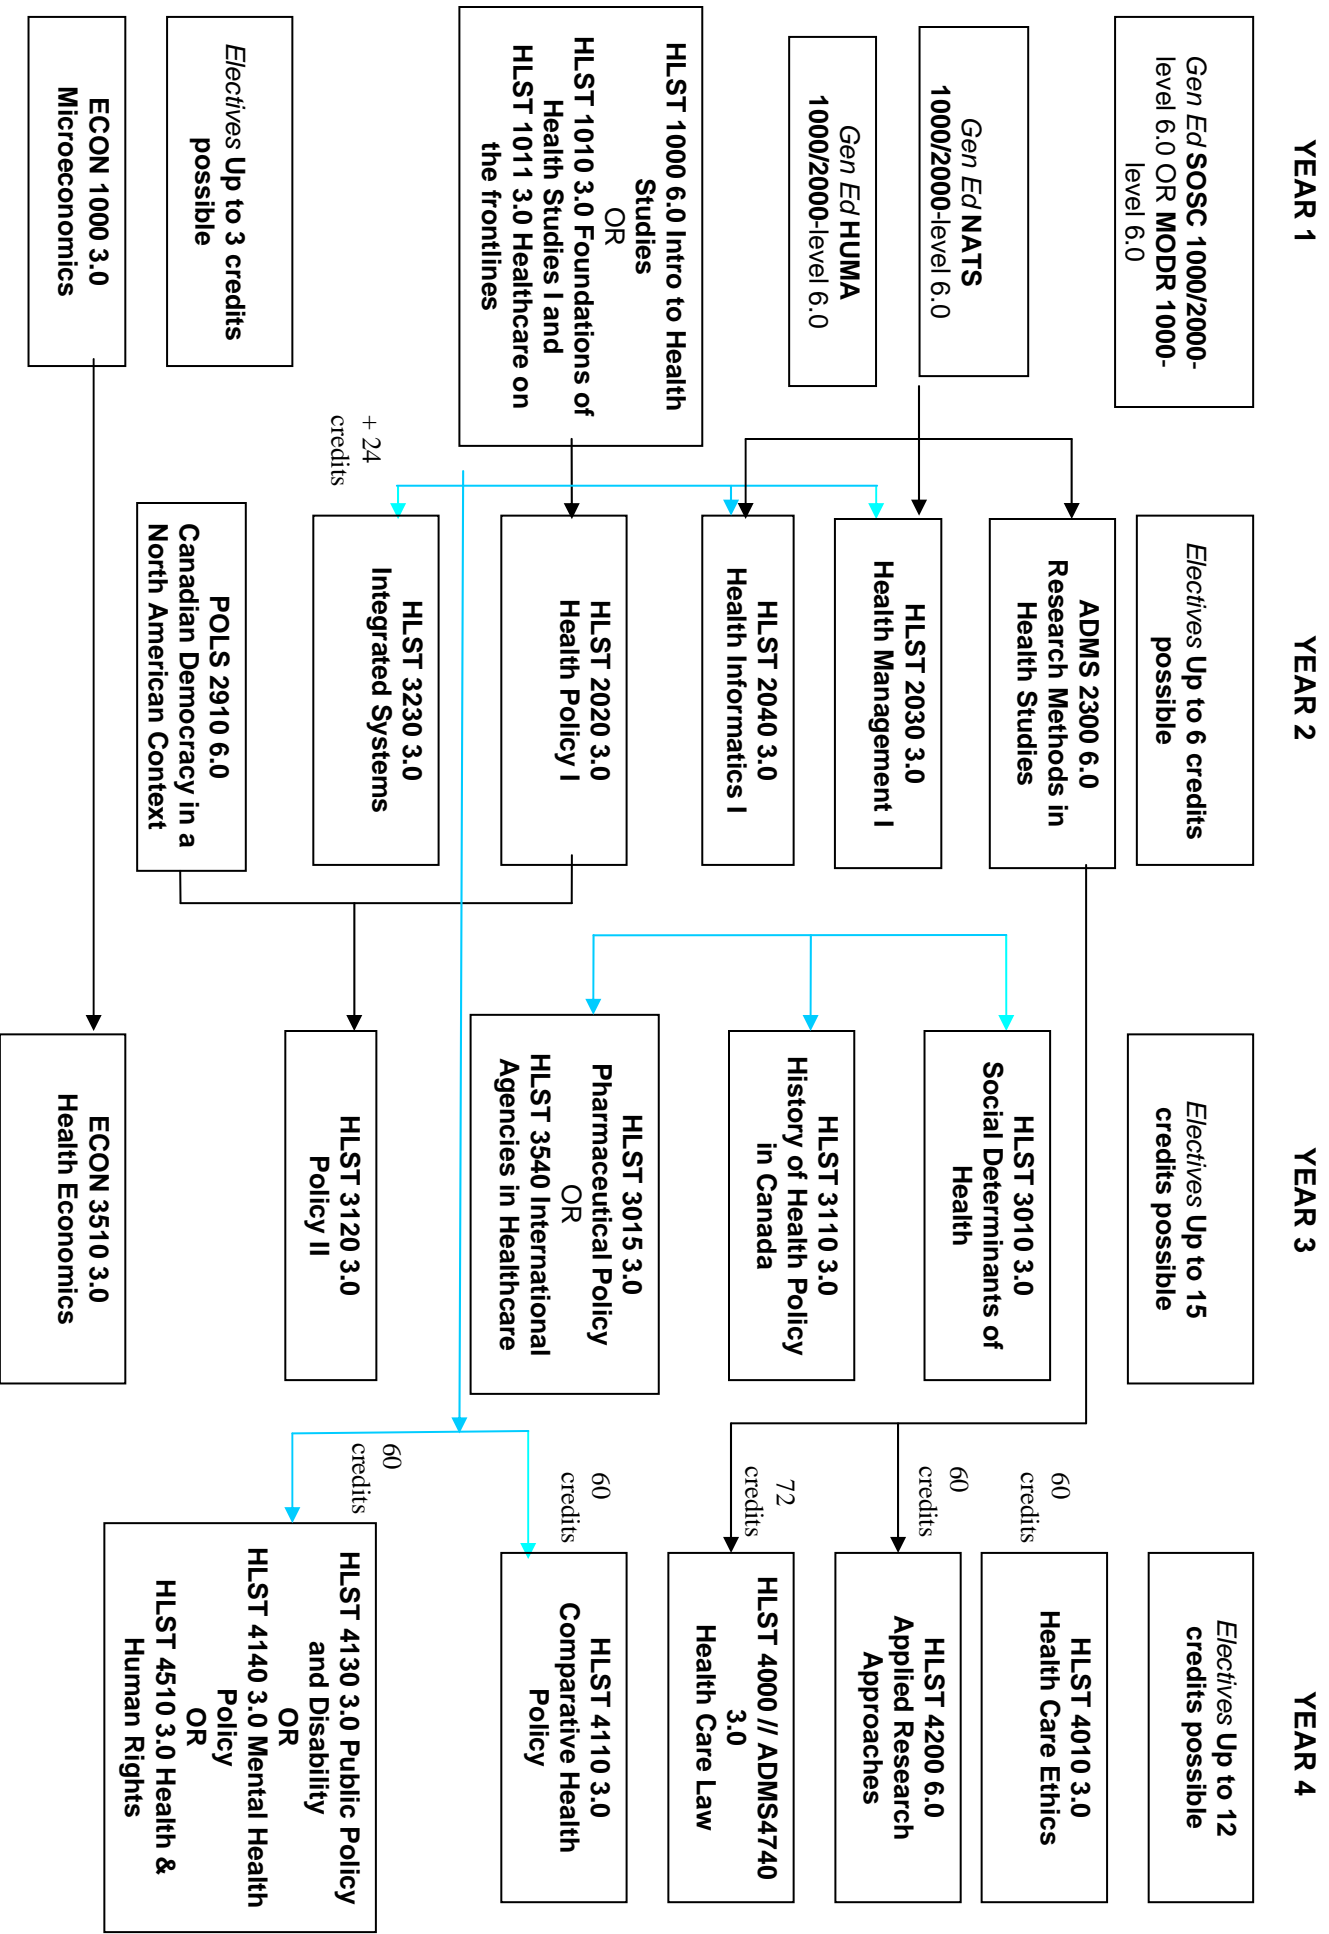 YEAR 1
Gen Ed SOSC 1000/2000-
level 6.0 OR MODR 1000-
level 6.0
Gen Ed NATS
1000/2000-level 6.0
Gen Ed HUMA
1000/2000-level 6.0
HLST 1000 6.0 Intro to Health
Studies
OR
HLST 1010 3.0 Foundations of
Health Studies I and
HLST 1011 3.0 Healthcare on
the frontlines
Electives Up to 3 credits
possible
ECON 1000 3.0
Microeconomics
+ 24
credits
YEAR 2
Electives Up to 6 credits
possible
ADMS 2300 6.0
Research Methods in
Health Studies
HLST 2030 3.0
Health Management I
HLST 2040 3.0
Health Informatics I
HLST 2020 3.0
Health Policy I
HLST 3230 3.0
Integrated Systems
POLS 2910 6.0
Canadian Democracy in a
North American Context
YEAR 3
Electives Up to 15
credits possible
HLST 3010 3.0
Social Determinants of
Health
HLST 3110 3.0
History of Health Policy
in Canada
HLST 3015 3.0
Pharmaceutical Policy
OR
HLST 3540 International
Agencies in Healthcare
HLST 3120 3.0
Policy II
ECON 3510 3.0
Health Economics
60
credits
60
credits
72
credits
60
credits
60
credits
YEAR 4
Electives Up to 12
credits possible
HLST 4010 3.0
Health Care Ethics
HLST 4200 6.0
Applied Research
Approaches
HLST 4000 // ADMS4740
3.0
Health Care Law
HLST 4110 3.0
Comparative Health
Policy
HLST 4130 3.0 Public Policy
and Disability
OR
HLST 4140 3.0 Mental Health
Policy
OR
HLST 4510 3.0 Health &
Human Rights